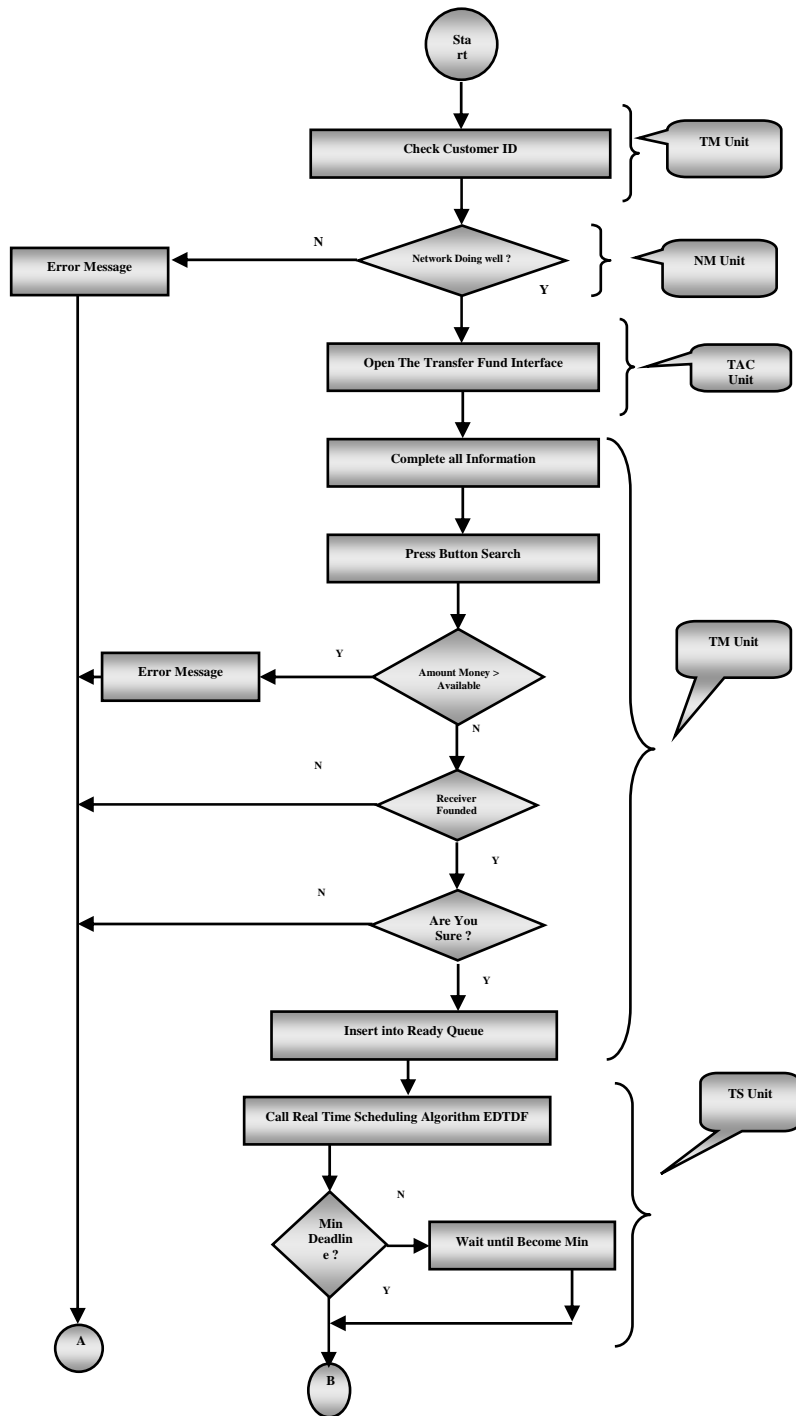 Sta
rt
Check Customer ID
TM Unit
N
Network Doing well ?
NM Unit
Error Message
Y
Open The Transfer Fund Interface
TAC
Unit
Complete all Information
Press Button Search
TM Unit
Y
Error Message
Amount Money >
Available
N
N
Receiver
Founded
Y
N
Are You
Sure ?
Y
Insert into Ready Queue
TS Unit
Call Real Time Scheduling Algorithm EDTDF
N
Min
Deadlin
e ?
Wait until Become Min
Y
A
B